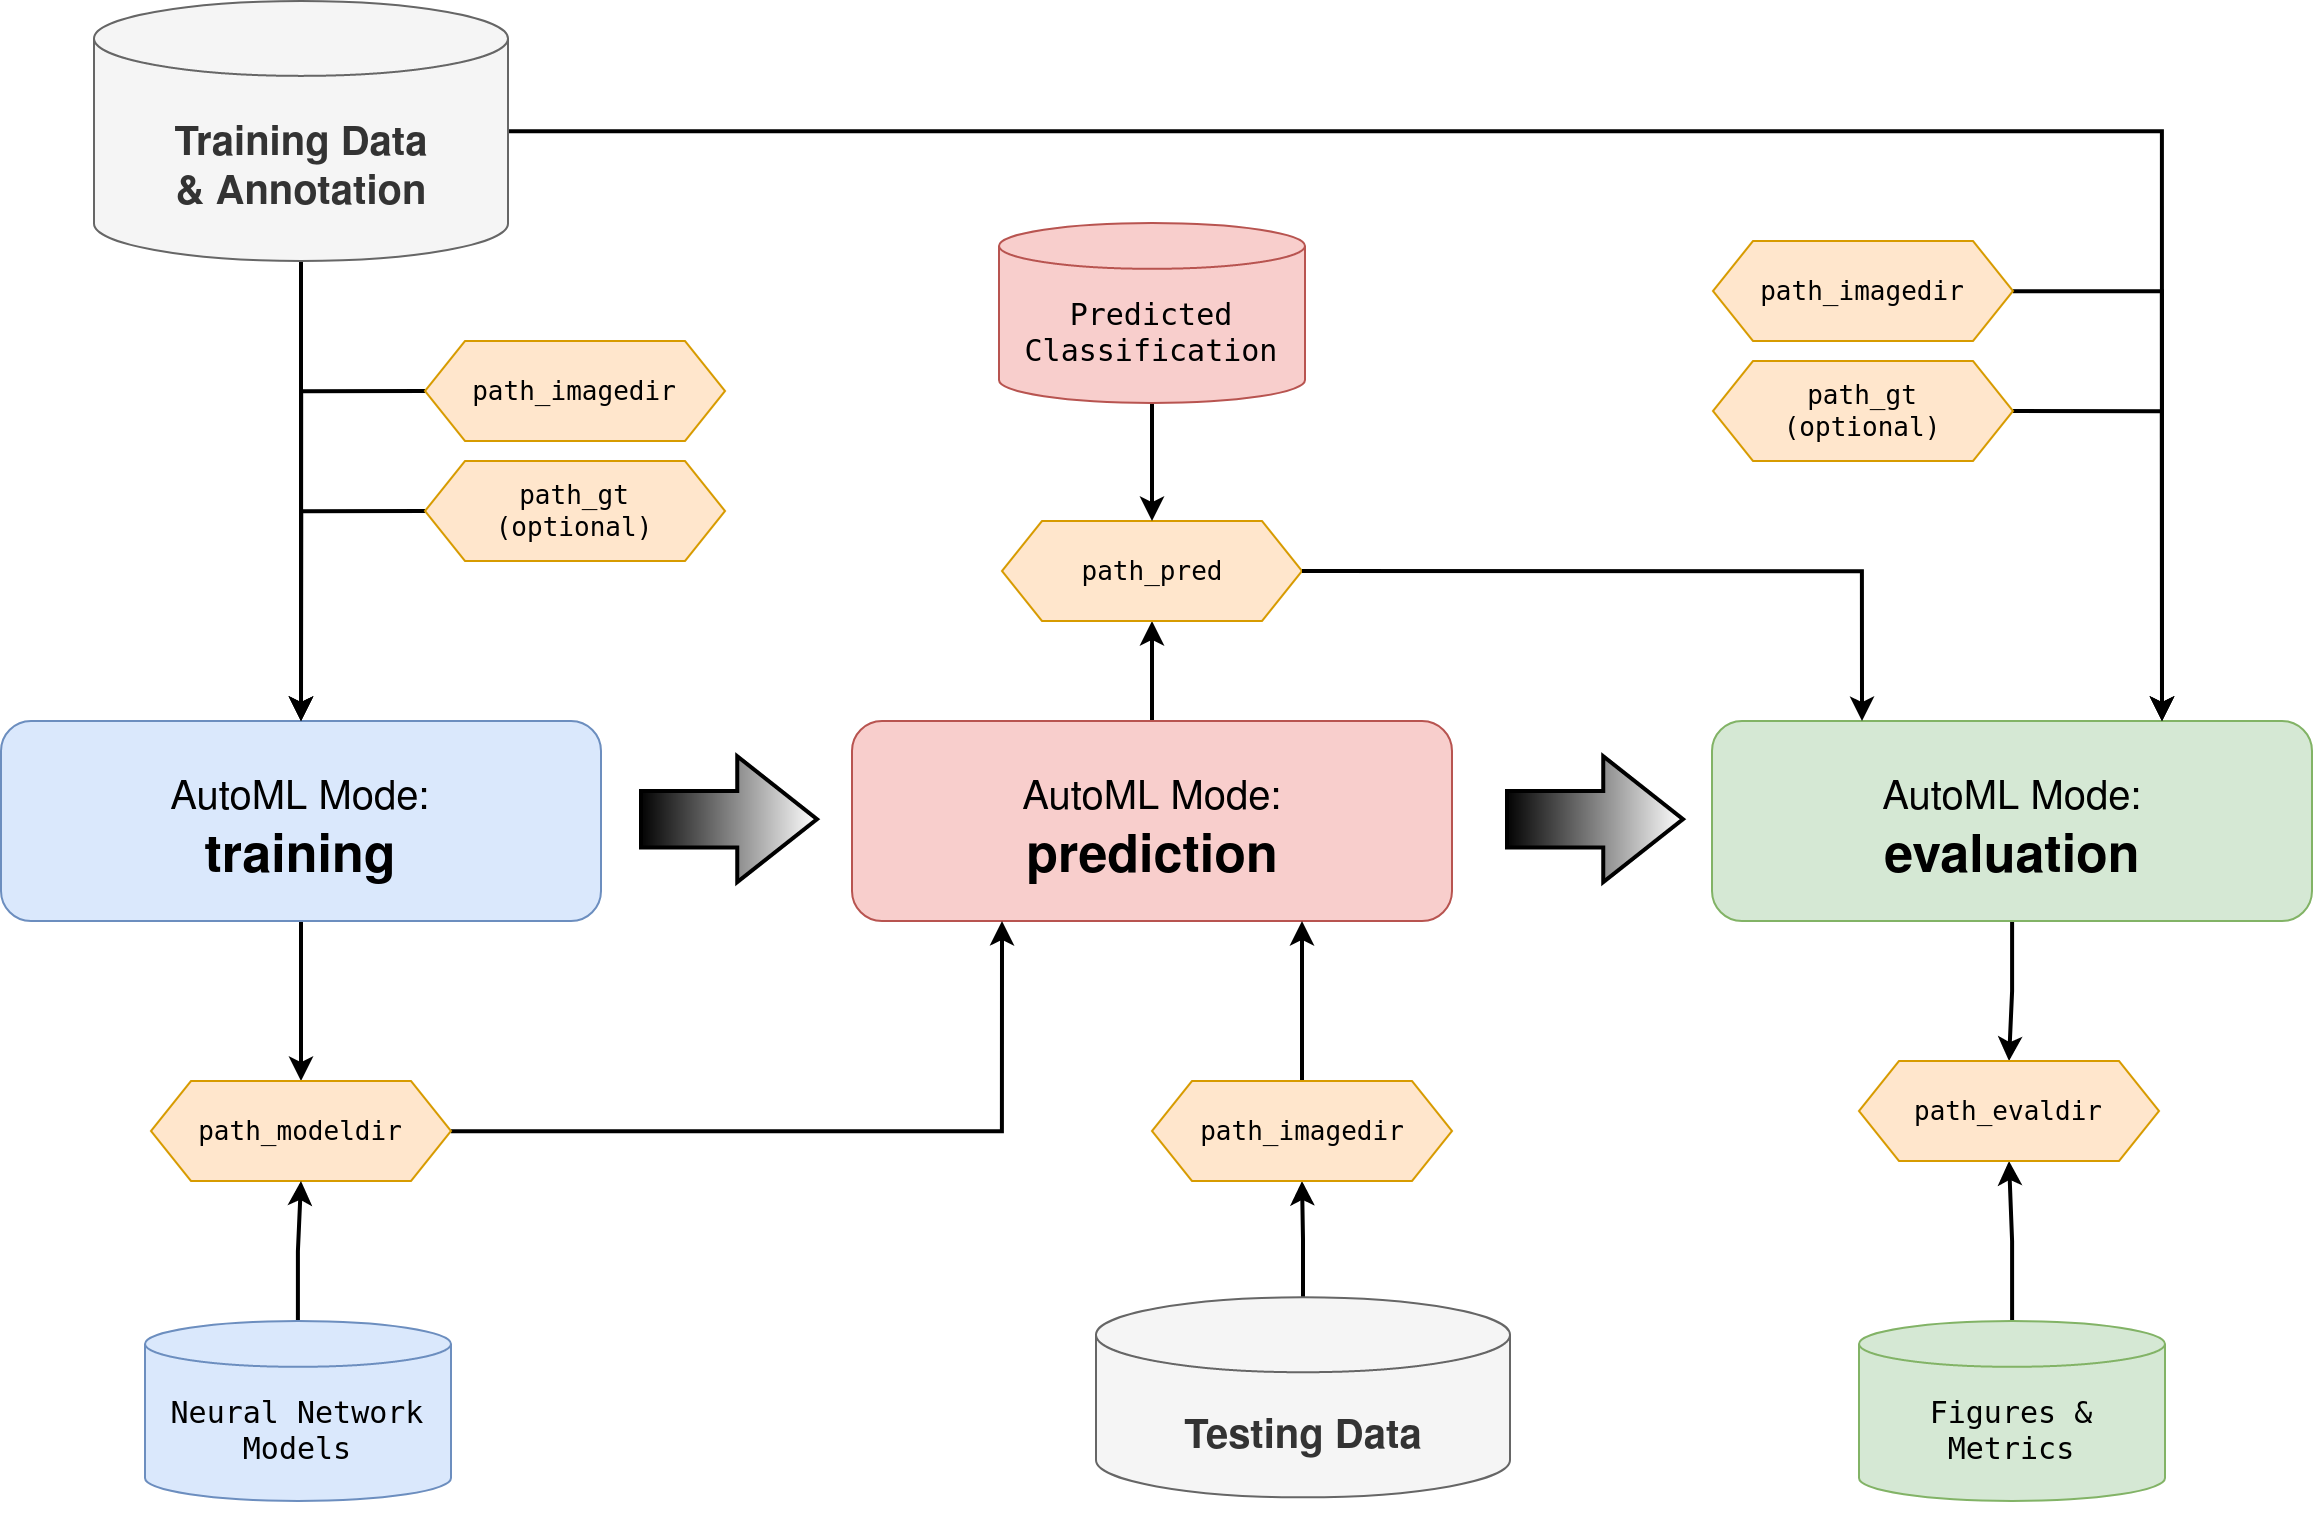 Training Data
& Annotation
Predicted
Classification
path_imagedir
path_gt
(optional)
path_imagedir
path_gt
(optional)
path_pred
AutoML Mode:
training
AutoML Mode:
prediction
AutoML Mode:
evaluation
path_modeldir
path_imagedir
path_evaldir
Neural Network
Models
Testing Data
Figures &
Metrics